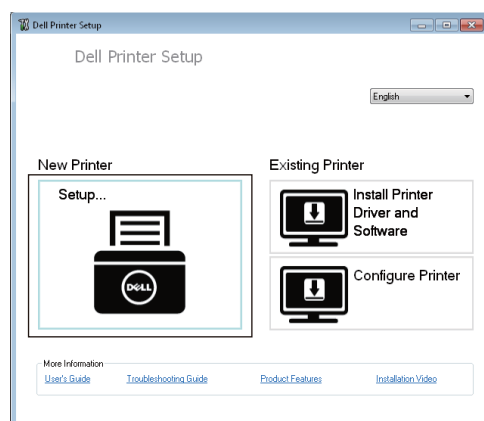 Dell Printer Setup
Dell Printer Setup
English
New Printer
Setup...
DELL
Existing Printer
Install Printer
Driver and
Software
Configure Printer
More Information
User's Guide
Troubleshooting Guide
Product Features
Installation Video